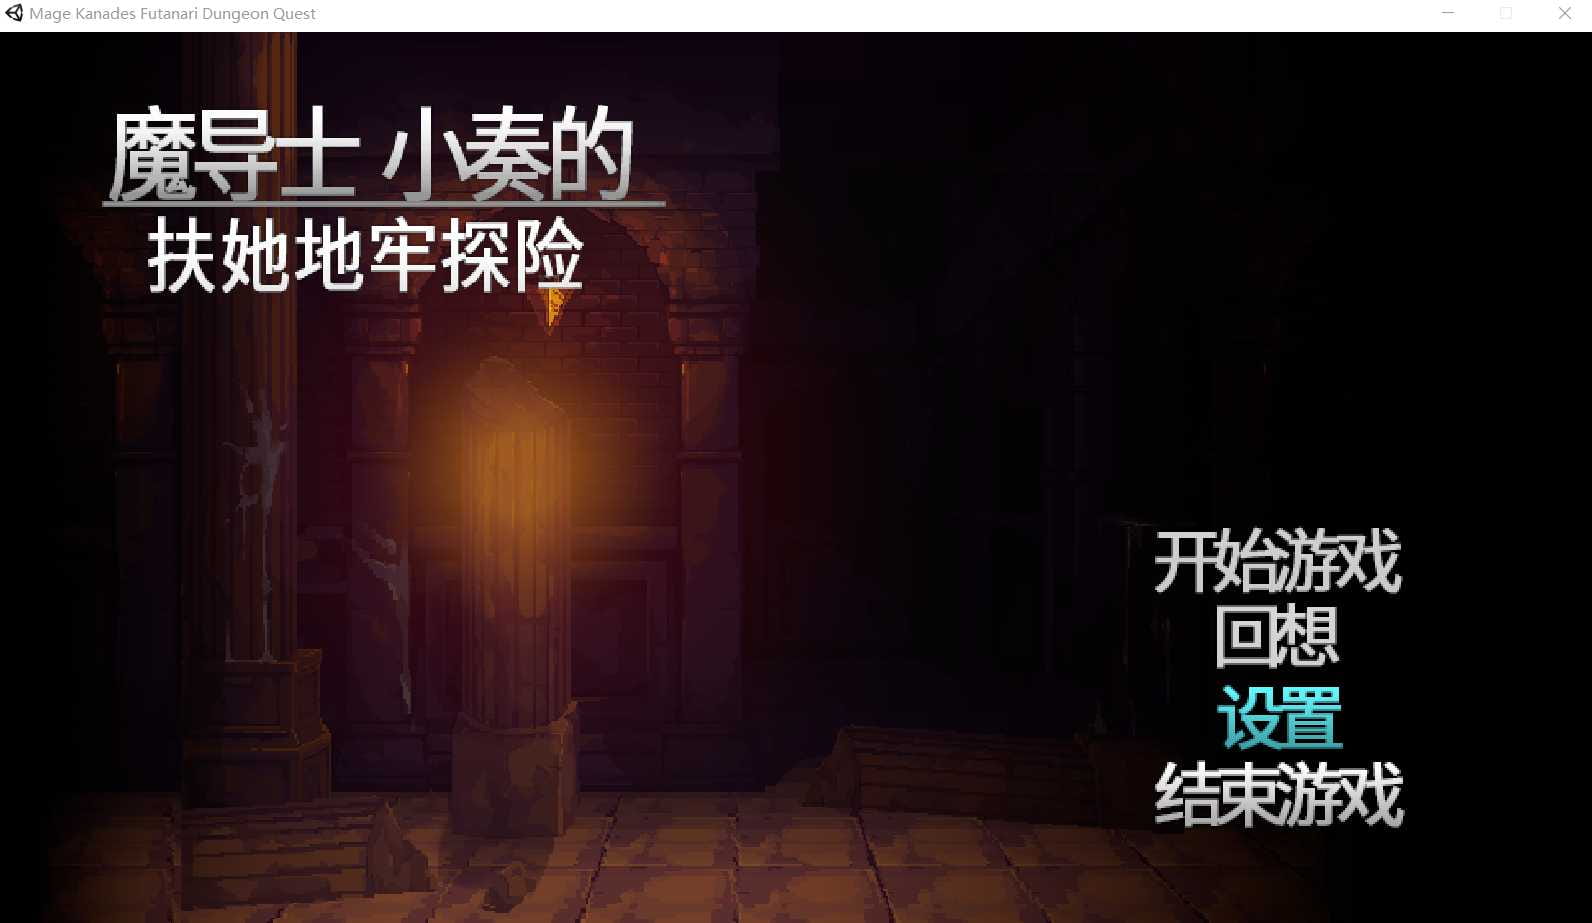 Mage Kanades Futanari Dungeon Quest
魔导士 小奏的
扶她地牢探险
开始游戏
回想
设置
结束游戏